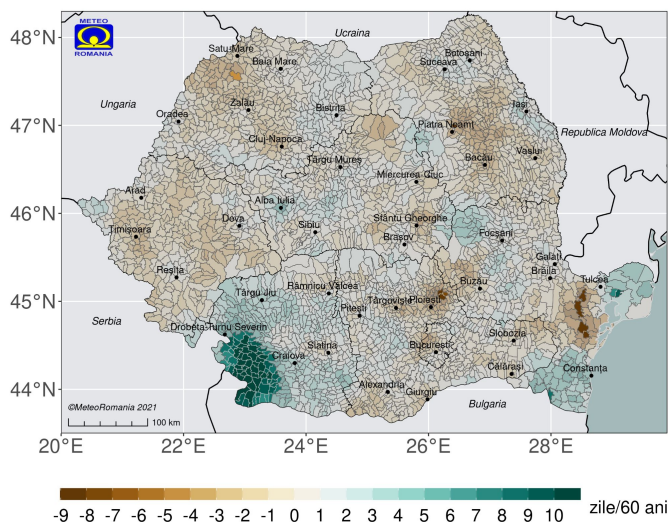 48°N
47°N
46°N
45°N
44°N
METEO
ROMANIA
Ucraina
Satu-Mare
Baia Mare
Botoșani
Suceava
Ungaria
Zalău
Bistrița
Iași
Oradea
Piatra Neamț
Republica Moldova
Cluj-Napoca
Târgu Mureș
Bacău
Vaslui
Miercurea-Ciuc
Arad
Alba Iulia
Timișoara
Deva
Sibiu
Sfântu Gheorghe
Brașov
Focșani
Reșița
Galați
Brăila
Tulcea
Târgu Jiu
Râmnicu Vâlcea
Buzău
Pitești
Târgoviște
Ploiești
Serbia
Drobeta-Turnu Severin
Slatina
Craiova
București
Slobozia
Călărași
Constanța
Alexandria
Giurgiu
Bulgaria
©MeteoRomania 2021
100 km
20°E 22°E 24°E 26°E 28°E
-9 -8 -7 -6 -5 -4 -3 -2 -1 0 1 2 3 4 5 6 7 8 9 10 zile/60 ani